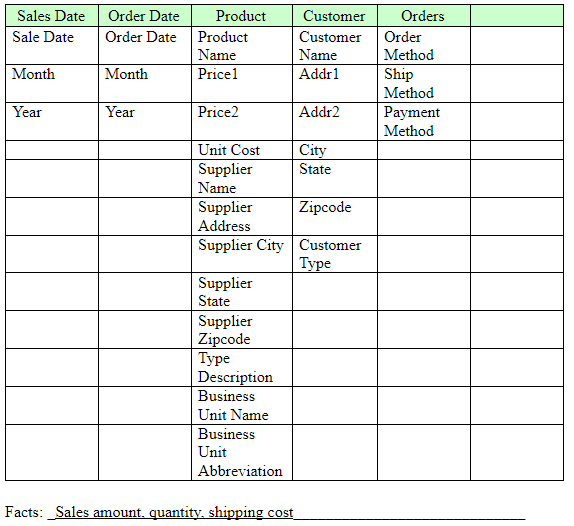 Sales Date Order Date Product Customer Orders
Sale Date Order Date Product Name Customer Name Order Method
Month Month Price1 Addr1 Ship Method
Year Year Price2 Addr2 Payment Method
Unit Cost City
Supplier Name State
Supplier Address Zipcode
Supplier City Customer Type
Supplier State
Supplier Zipcode
Type Description
Business Unit Name
Business Unit Abbreviation
Facts: _Sales amount, quantity, shipping cost______________________________